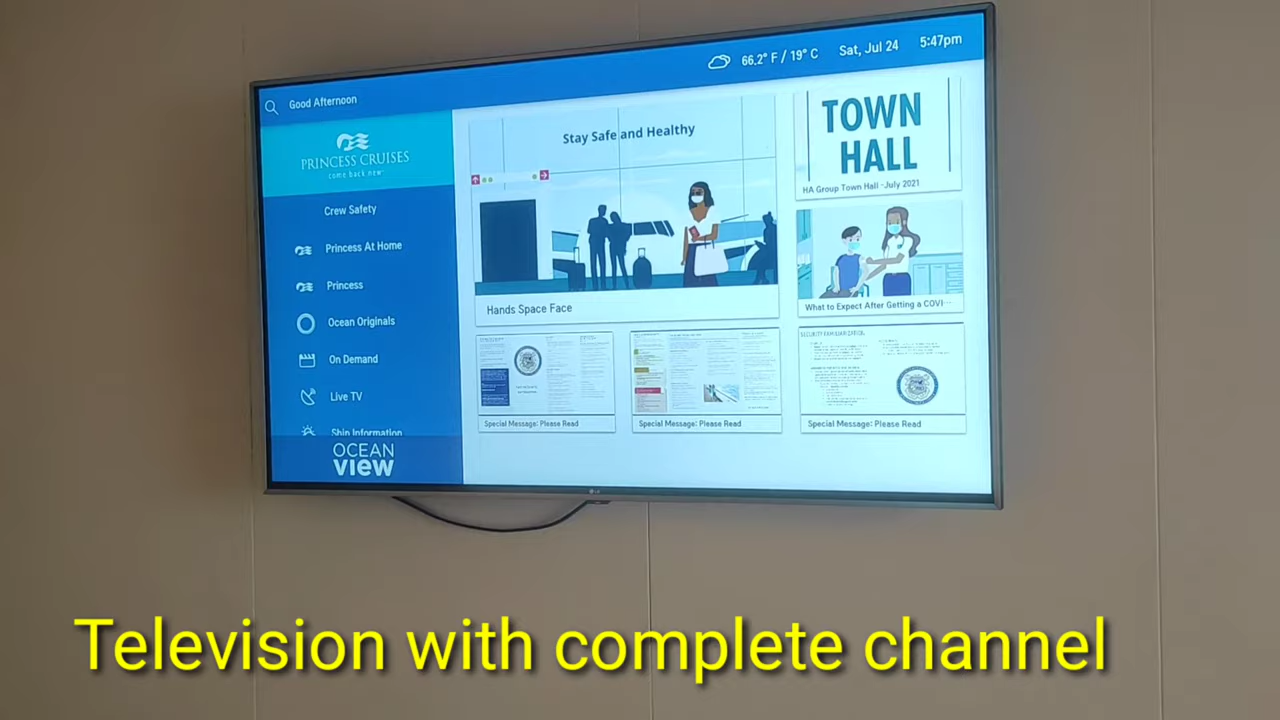 Good Afternoon
66.2° F / 19° C
Sat, Jul 24
5:47pm
PRINCESS CRUISES
come back new
Crew Safety
Princess At Home
Princess
Ocean Originals
On Demand
Live TV
Ship Information
OCEAN
view
Stay Safe and Healthy
Hands Space Face
TOWN
HALL
HA Group Town Hall -July 2021
What to Expect After Getting a COVI...
Special Message: Please Read
Special Message: Please Read
SECURITY FAMILIARIZATION
Special Message: Please Read
LG
Television with complete channel